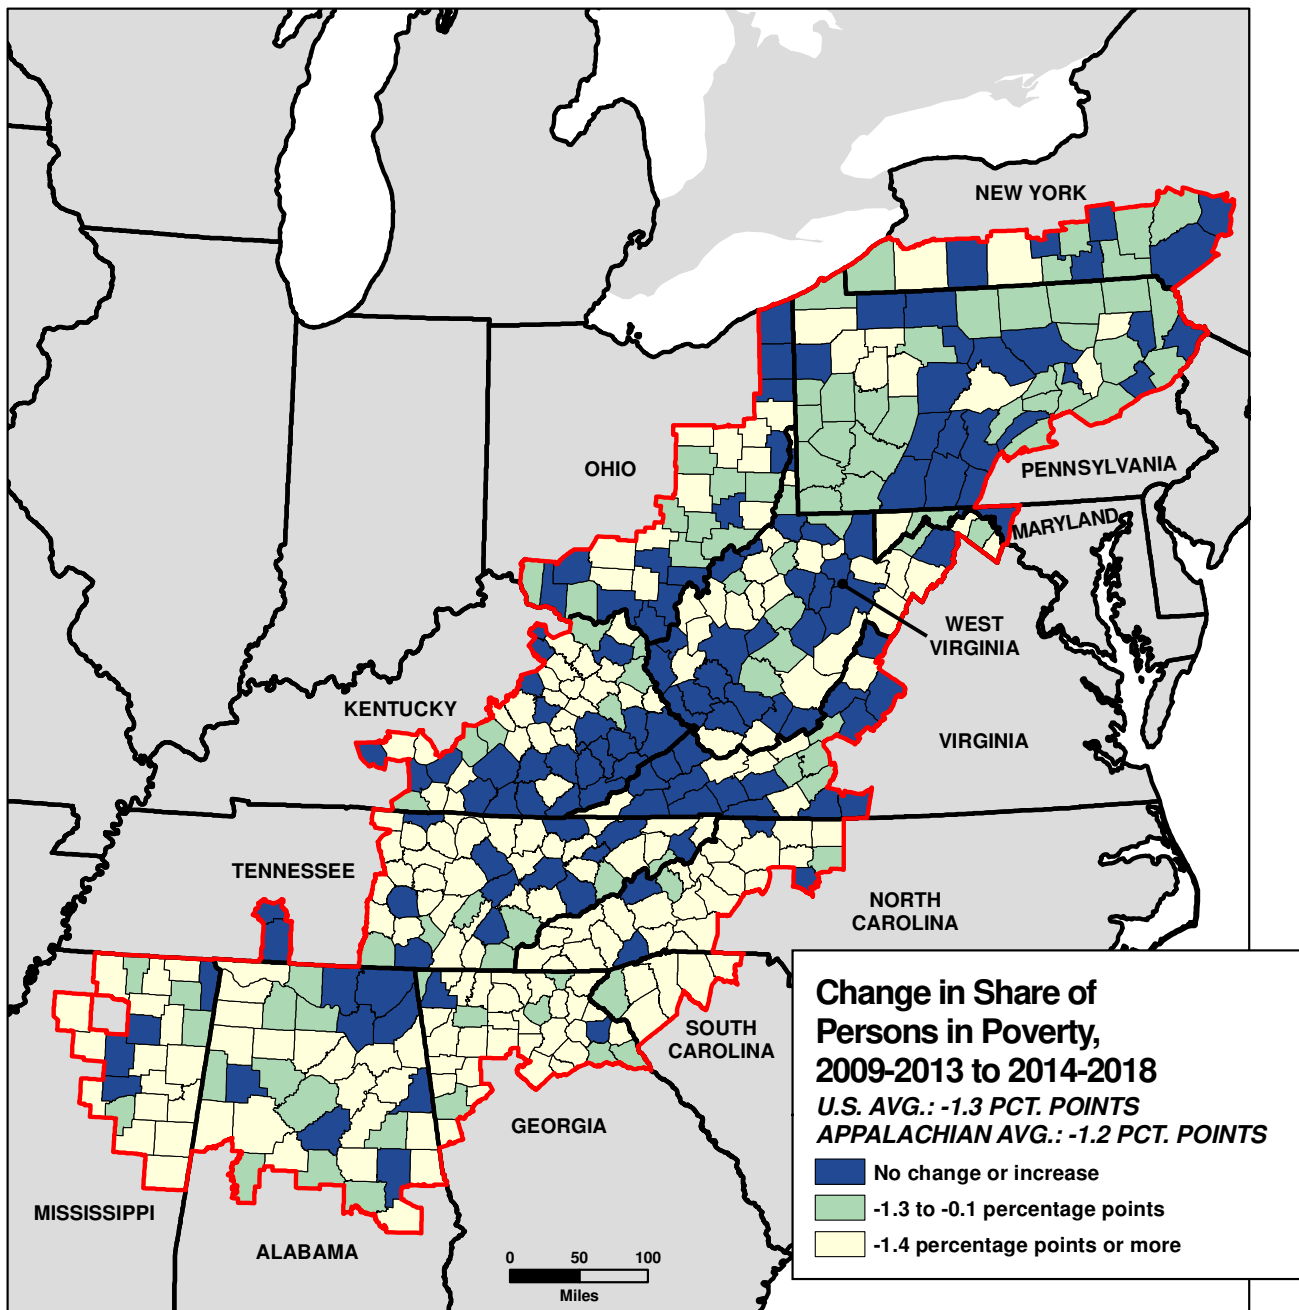 NEW YORK
OHIO
PENNSYLVANIA
MARYLAND
WEST
VIRGINIA
KENTUCKY
VIRGINIA
TENNESSEE
NORTH
CAROLINA
SOUTH
CAROLINA
GEORGIA
MISSISSIPPI
ALABAMA
0 50 100
Miles
Change in Share of
Persons in Poverty,
2009-2013 to 2014-2018
U.S. AVG.: -1.3 PCT. POINTS
APPALACHIAN AVG.: -1.2 PCT. POINTS
No change or increase
-1.3 to -0.1 percentage points
-1.4 percentage points or more